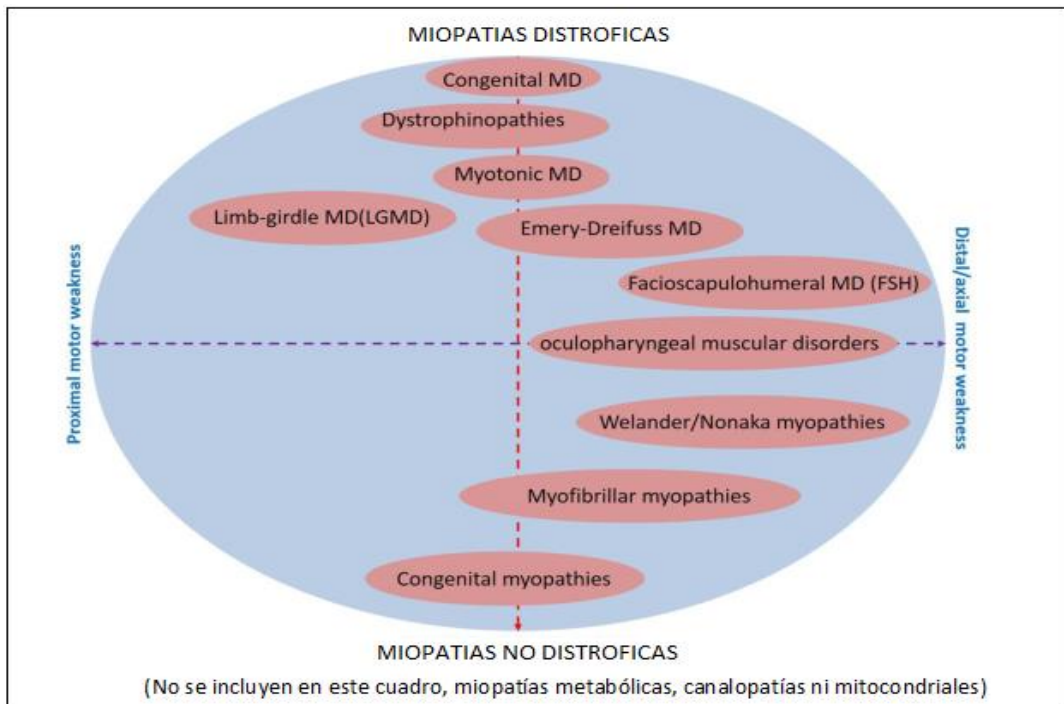 MIOPATIAS DISTROFICAS
Congenital MD
Dystrophinopathies
Myotonic MD
Limb-girdle MD(LGMD)
Emery-Dreifuss MD
Facioscapulohumeral MD (FSH)
Proximal motor weakness
oculopharyngeal muscular disorders
Distal/axial motor weakness
Welander/Nonaka myopathies
Myofibrillar myopathies
Congenital myopathies
MIOPATIAS NO DISTROFICAS
(No se incluyen en este cuadro, miopatías metabólicas, canalopatías ni mitocondriales)